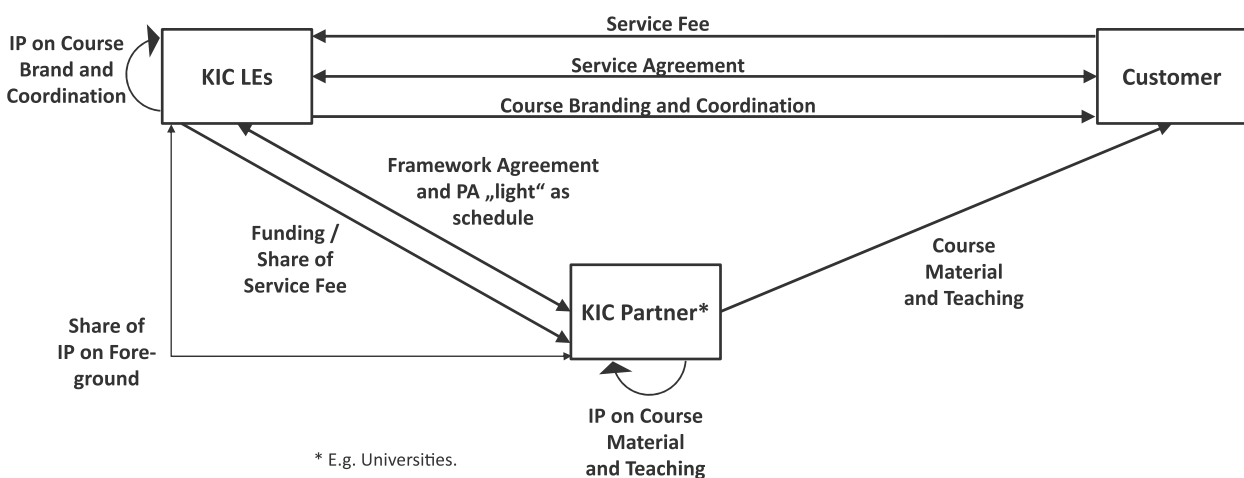 Service Fee
IP on Course
Brand and
Coordination
KIC LEs
Service Agreement
Customer
Course Branding and Coordination
Framework Agreement
and PA „light“ as
schedule
Funding /
Share of
Service Fee
Course
Material
and Teaching
KIC Partner*
Share of
IP on Fore-
ground
IP on Course
Material
and Teaching
* E.g. Universities.